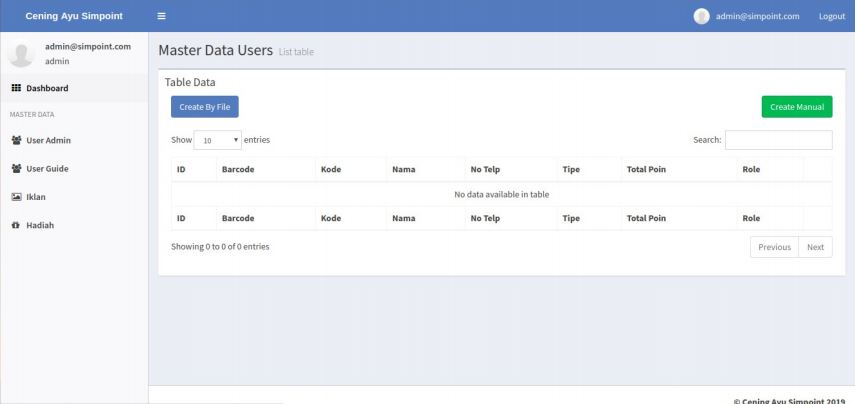 Cening Ayu Simpoint
admin@simpoint.com Logout
admin@simpoint.com
admin
Dashboard
MASTER DATA
User Admin
User Guide
Iklan
Hadiah
Master Data Users List table
Table Data
Create By File Create Manual
Show 10 entries Search:
ID Barcode Kode Nama No Telp Tipe Total Poin Role
No data available in table
ID Barcode Kode Nama No Telp Tipe Total Poin Role
Showing 0 to 0 of 0 entries Previous Next
© Cening Ayu Simpoint 2019